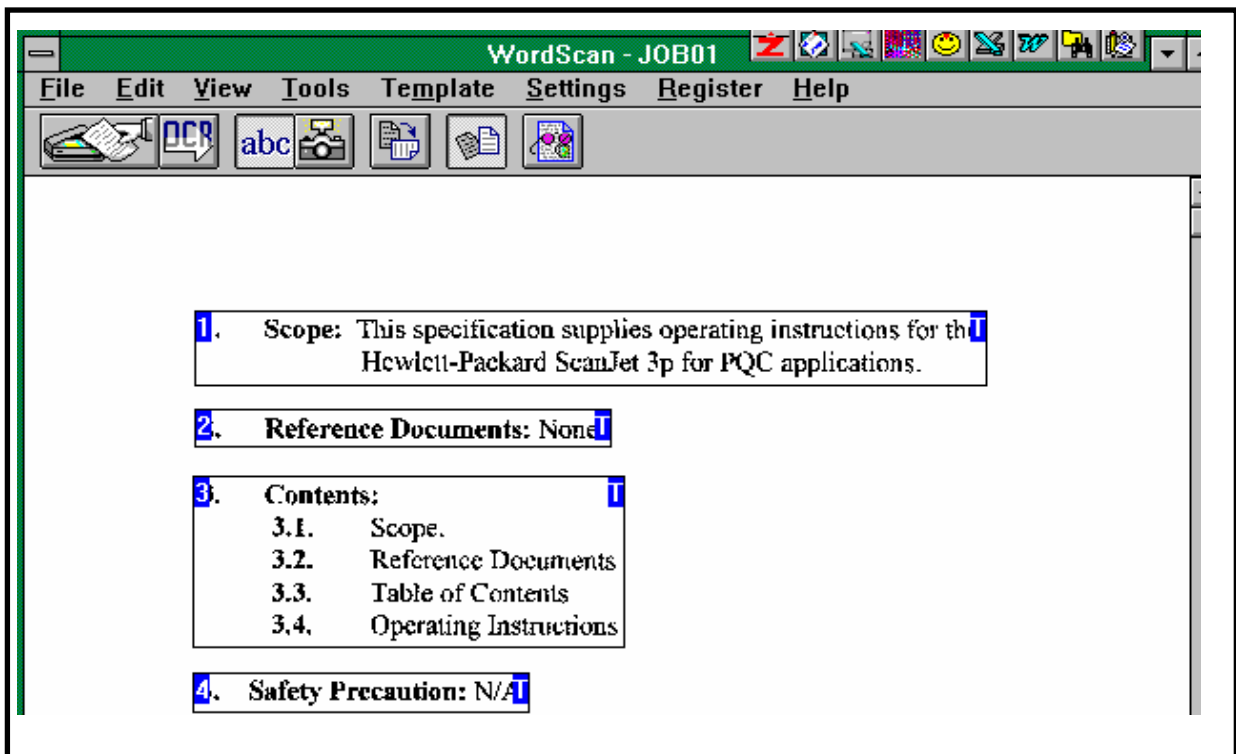 WordScan - JOB01
File Edit View Tools Template Settings Register Help
OCR abc
1. Scope: This specification supplies operating instructions for the T
Hewlett-Packard ScanJet 3p for PQC applications.
2. Reference Documents: None T
3. Contents: T
3.1. Scope.
3.2. Reference Documents
3.3. Table of Contents
3.4. Operating Instructions
4. Safety Precaution: N/A T